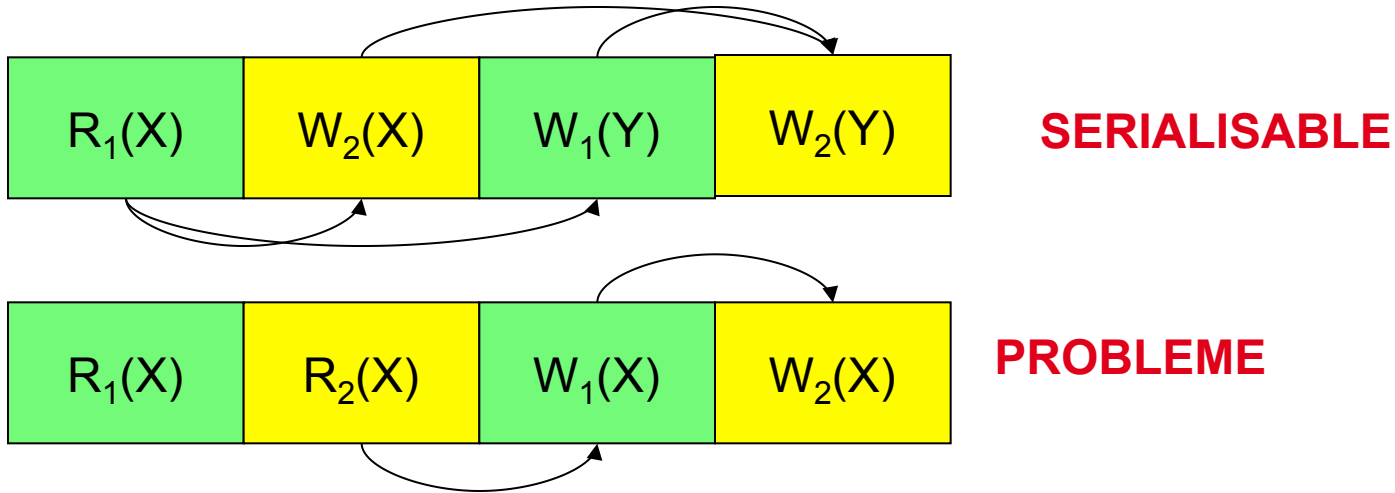 R₁(X) W₂(X) W₁(Y) W₂(Y) SERIALISABLE
R₁(X) R₂(X) W₁(X) W₂(X) PROBLEME